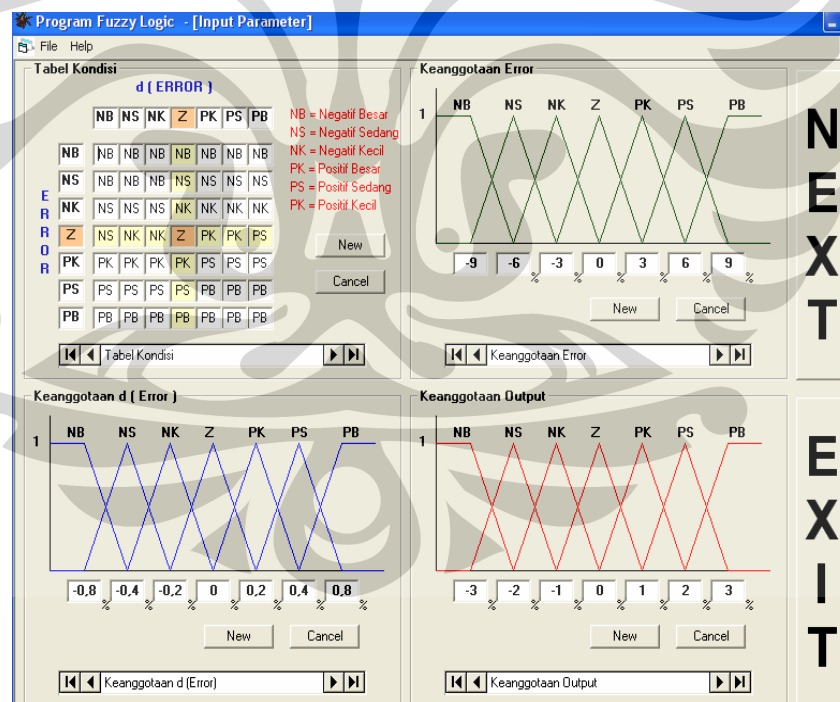 Program Fuzzy Logic - [Input Parameter]
File Help
Tabel Kondisi
d ( ERROR )
NB NS NK Z PK PS PB
NB NB NB NB NB NB NB NB
NS NB NB NB NS NS NS NS
NK NS NS NS NK NK NK NK
Z NS NK NK Z PK PK PS
PK PK PK PK PK PS PS PS
PS PS PS PS PS PB PB PB
PB PB PB PB PB PB PB PB
ERROR
NB = Negatif Besar
NS = Negatif Sedang
NK = Negatif Kecil
PK = Positif Besar
PS = Positif Sedang
PK = Positif Kecil
New
Cancel
Tabel Kondisi
Keanggotaan Error
1 NB NS NK Z PK PS PB
-9 % -6 % -3 % 0 % 3 % 6 % 9 %
New Cancel
Keanggotaan Error
NEXT
Keanggotaan d ( Error )
1 NB NS NK Z PK PS PB
-0,8 % -0,4 % -0,2 % 0 % 0,2 % 0,4 % 0,8 %
New Cancel
Keanggotaan d (Error)
Keanggotaan Output
1 NB NS NK Z PK PS PB
-3 % -2 % -1 % 0 % 1 % 2 % 3 %
New Cancel
Keanggotaan Output
EXIT